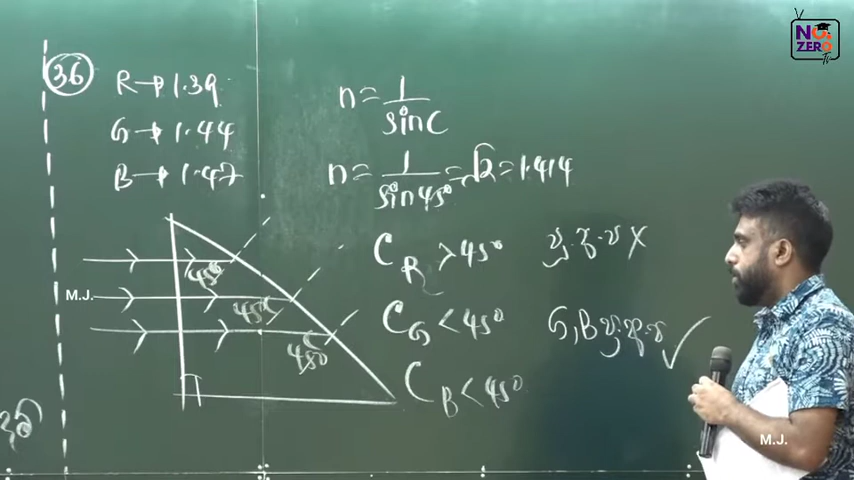 NO.
ZERO
Tv
36
R → 1.39
G → 1.44
B → 1.47
n = 1/sinC
n = 1/sin45° = √2 = 1.414
C_R > 45°
C_G < 45°
G, B
C_B < 45°
45°
45°
45°
M.J.
M.J.